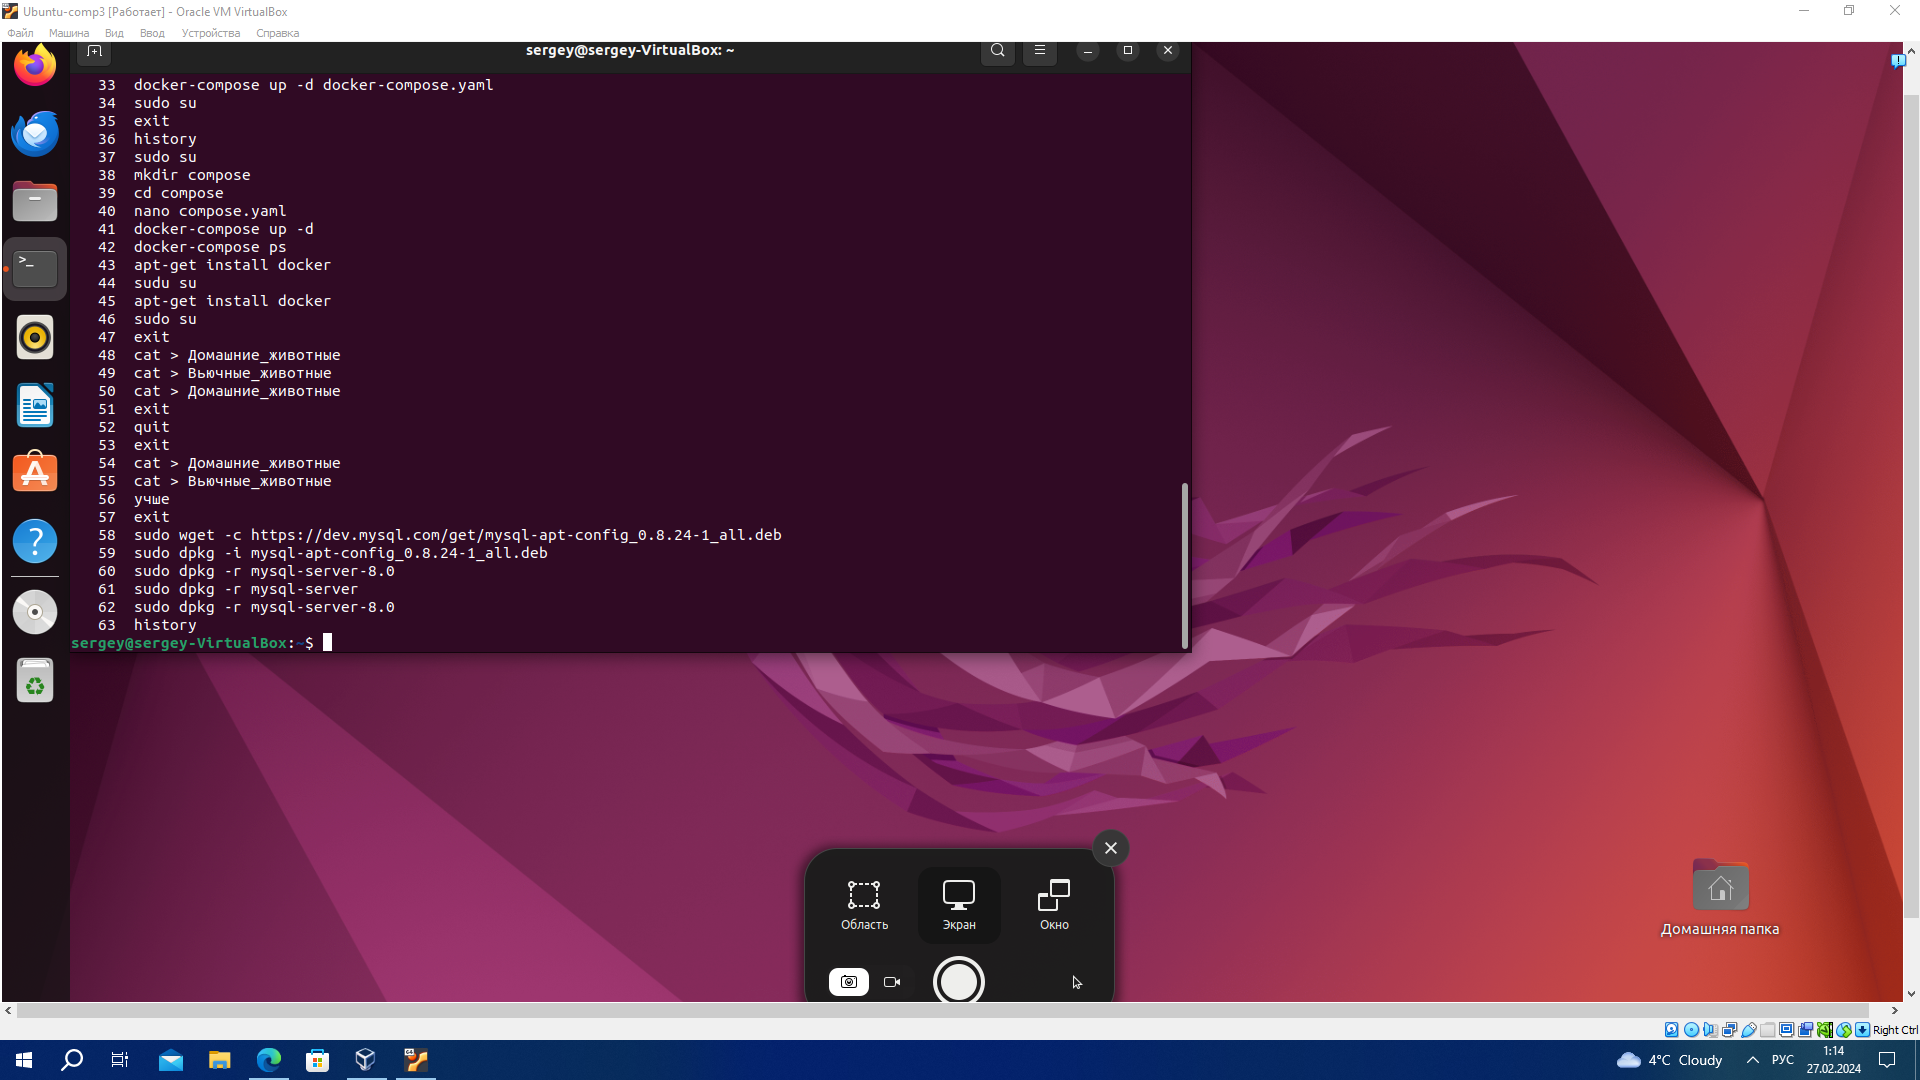 Ubuntu-comp3 [Работает] - Oracle VM VirtualBox
Файл Машина Вид Ввод Устройства Справка
sergey@sergey-VirtualBox: ~
33 docker-compose up -d docker-compose.yaml
34 sudo su
35 exit
36 history
37 sudo su
38 mkdir compose
39 cd compose
40 nano compose.yaml
41 docker-compose up -d
42 docker-compose ps
43 apt-get install docker
44 sudu su
45 apt-get install docker
46 sudo su
47 exit
48 cat > Домашние_животные
49 cat > Вьючные_животные
50 cat > Домашние_животные
51 exit
52 quit
53 exit
54 cat > Домашние_животные
55 cat > Вьючные_животные
56 учше
57 exit
58 sudo wget -c https://dev.mysql.com/get/mysql-apt-config_0.8.24-1_all.deb
59 sudo dpkg -i mysql-apt-config_0.8.24-1_all.deb
60 sudo dpkg -r mysql-server-8.0
61 sudo dpkg -r mysql-server
62 sudo dpkg -r mysql-server-8.0
63 history
sergey@sergey-VirtualBox:~$
Область Экран Окно
Домашняя папка
Right Ctrl
4°C Cloudy
РУС
1:14
27.02.2024